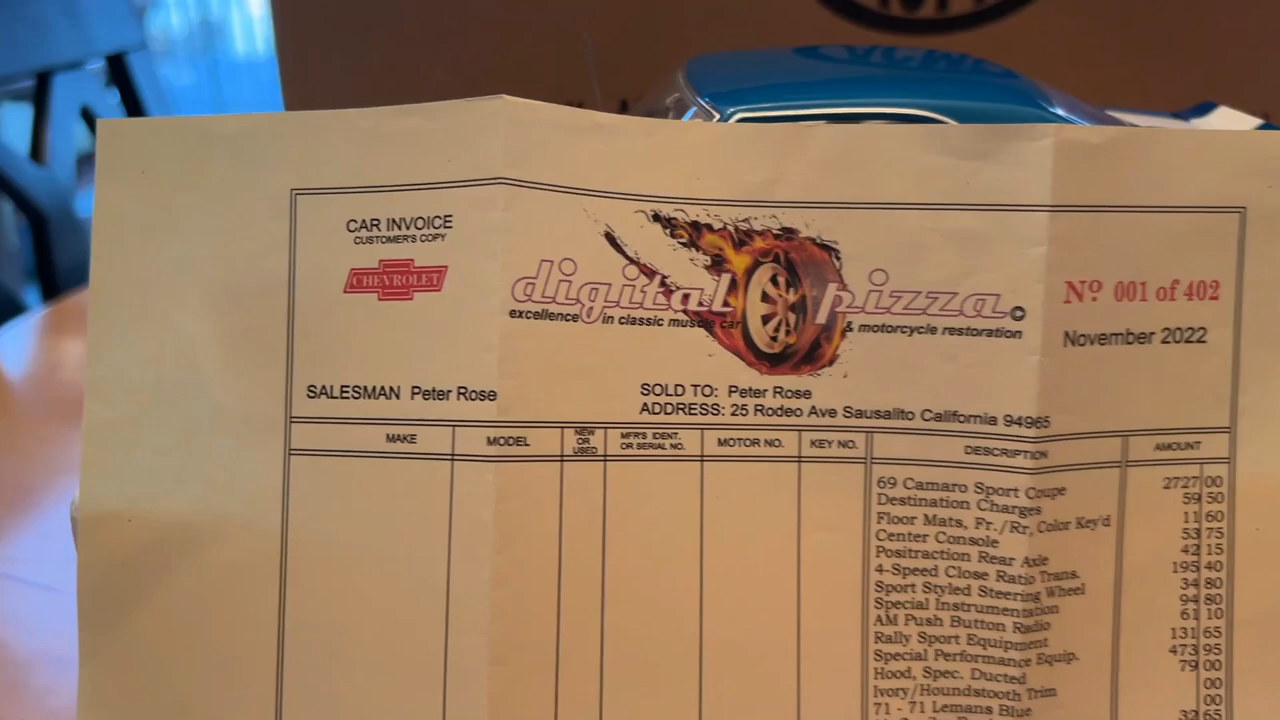 CAR INVOICE
CUSTOMER'S COPY
CHEVROLET
digital pizza©
excellence in classic muscle car & motorcycle restoration
Nº 001 of 402
November 2022
SALESMAN Peter Rose
SOLD TO: Peter Rose
ADDRESS: 25 Rodeo Ave Sausalito California 94965
MAKE
MODEL
NEW OR USED
MFR'S IDENT. OR SERIAL NO.
MOTOR NO.
KEY NO.
DESCRIPTION
AMOUNT
69 Camaro Sport Coupe 2727 00
Destination Charges 59 50
Floor Mats, Fr./Rr, Color Key'd 11 60
Center Console 53 75
Positraction Rear Axle 42 15
4-Speed Close Ratio Trans. 195 40
Sport Styled Steering Wheel 34 80
Special Instrumentation 94 80
AM Push Button Radio 61 10
Rally Sport Equipment 131 65
Special Performance Equip. 473 95
Hood, Spec. Ducted 79 00
Ivory/Houndstooth Trim 00
71 - 71 Lemans Blue 00
32 65